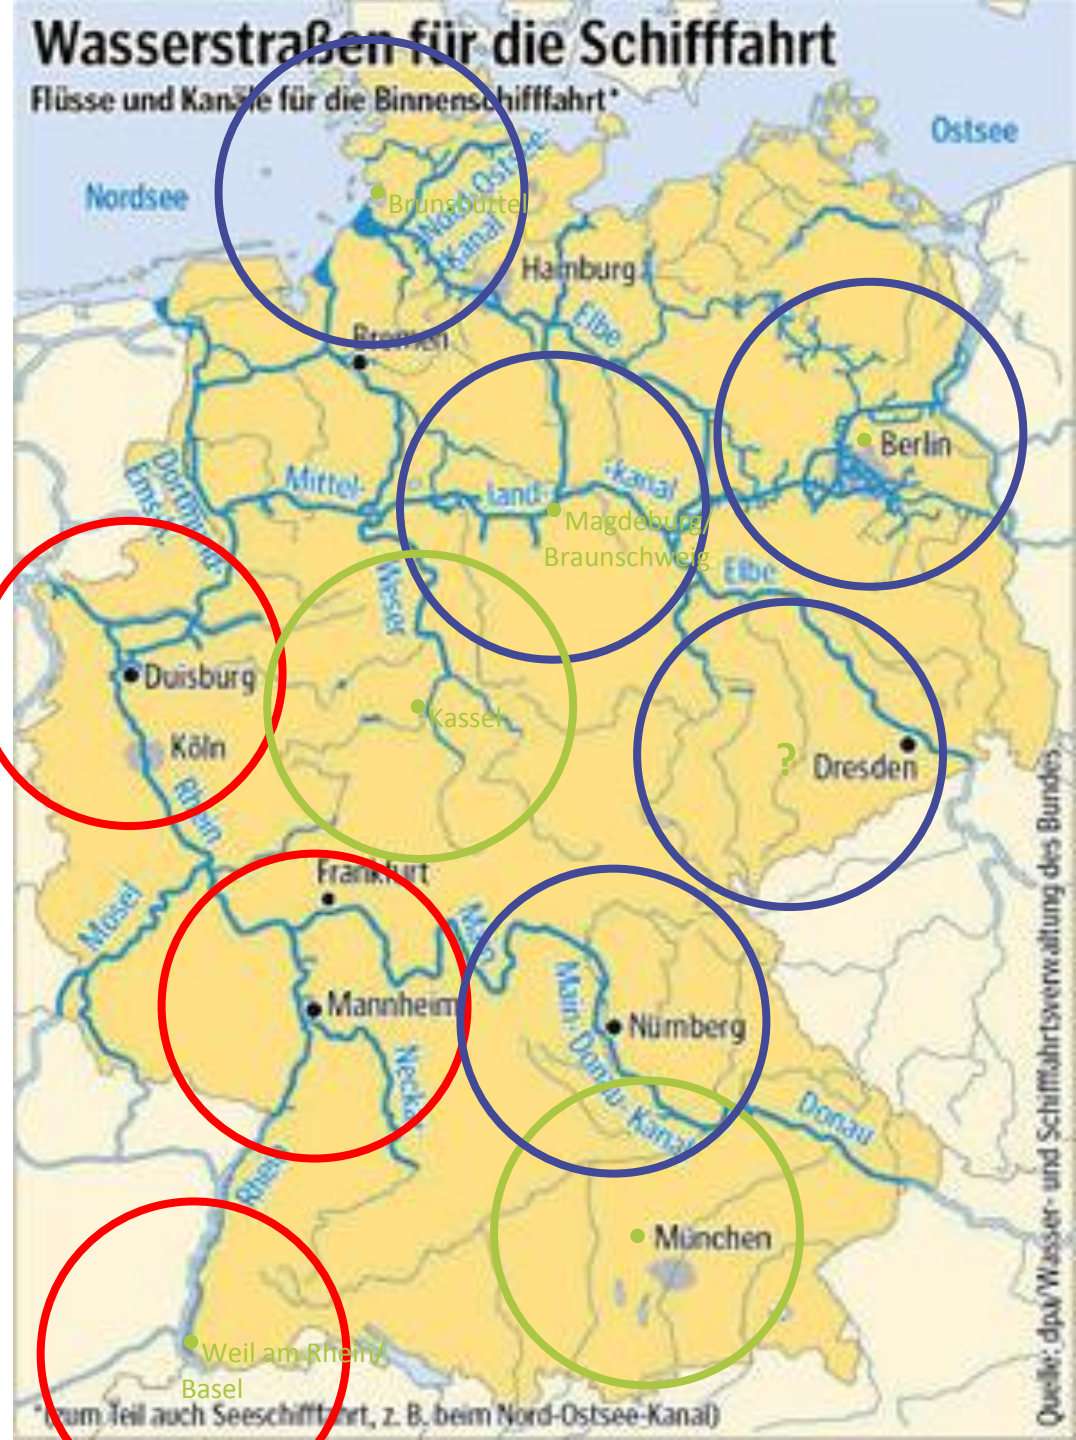 Wasserstraßen für die Schifffahrt
Flüsse und Kanäle für die Binnenschifffahrt*
Ostsee
Nordsee
Nord-Ostsee-
Kanal
Brunsbüttel
Hamburg
Elbe
Bremen
Berlin
Dortmund-
Ems-K.
Mittel-
land-
-kanal
Magdeburg/
Braunschweig
Elbe
Weser
Duisburg
Kassel
Köln
?
Dresden
Rhein
Frankfurt
Mosel
Main
Mannheim
Main-Donau-Kanal
Nürnberg
Neckar
Donau
Rhein
München
Weil am Rhein/
Basel
*(zum Teil auch Seeschifffahrt, z. B. beim Nord-Ostsee-Kanal)
Quelle: dpa/Wasser- und Schifffahrtsverwaltung des Bundes